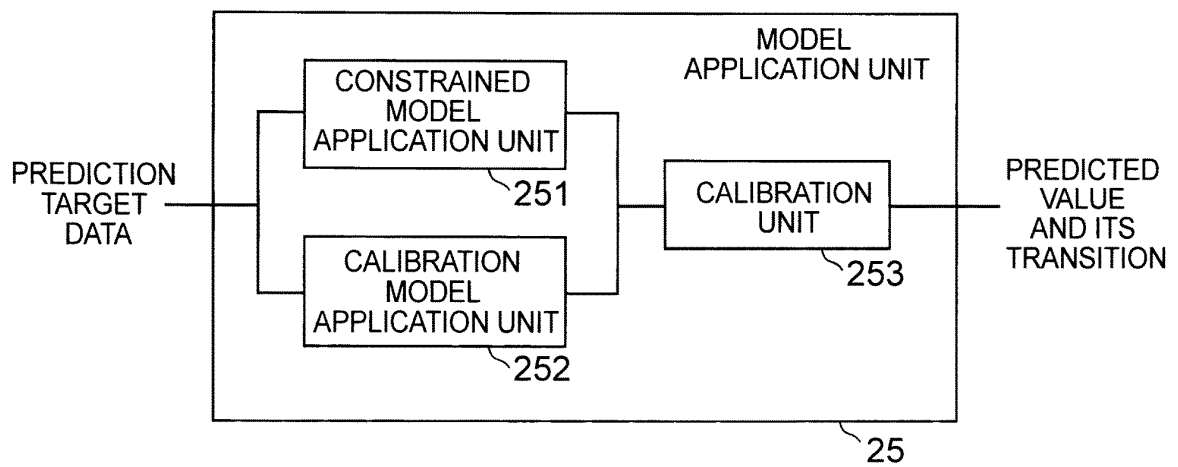 MODEL
APPLICATION UNIT
CONSTRAINED
MODEL
APPLICATION UNIT
251
PREDICTION
TARGET
DATA
CALIBRATION
MODEL
APPLICATION UNIT
252
CALIBRATION
UNIT
253
PREDICTED
VALUE
AND ITS
TRANSITION
25